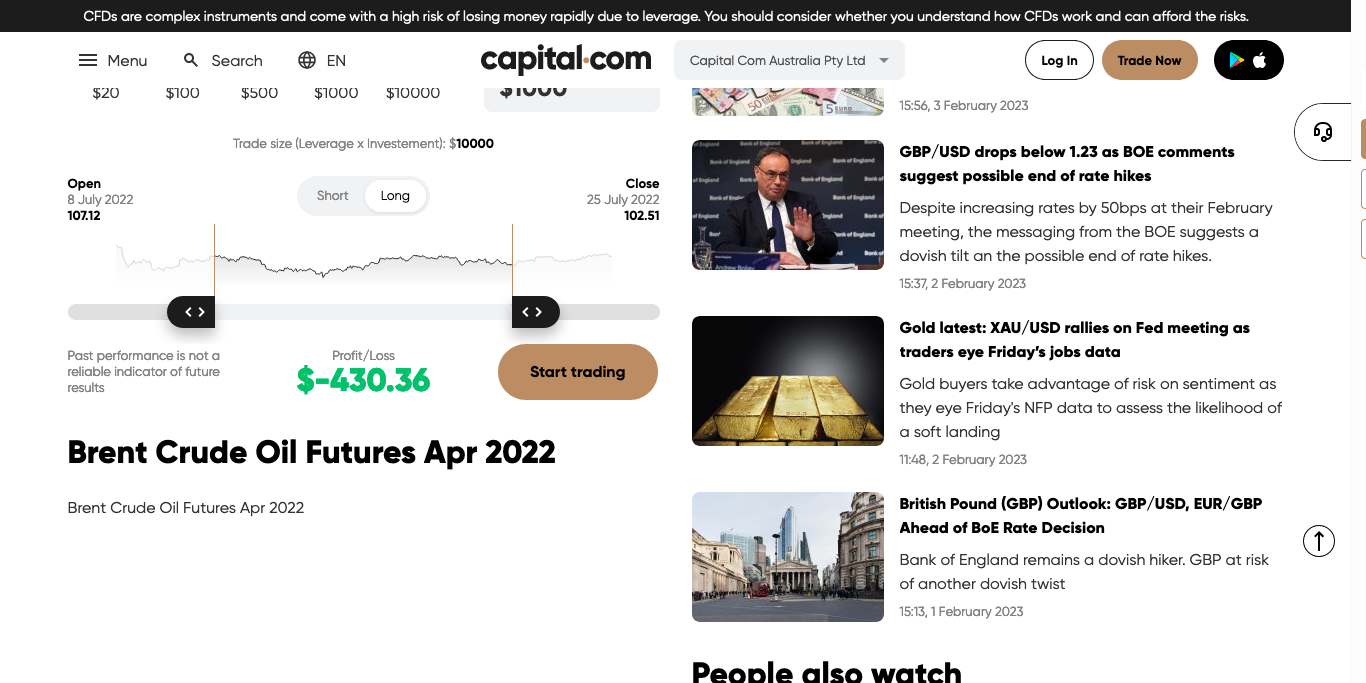 CFDs are complex instruments and come with a high risk of losing money rapidly due to leverage. You should consider whether you understand how CFDs work and can afford the risks.
Menu
Search
EN
capital.com
Capital Com Australia Pty Ltd
Log In
Trade Now
$20
$100
$500
$1000
$10000
$1000
Trade size (Leverage x Investement): $10000
Open
8 July 2022
107.12
Short
Long
Close
25 July 2022
102.51
Past performance is not a
reliable indicator of future
results
Profit/Loss
$-430.36
Start trading
Brent Crude Oil Futures Apr 2022
Brent Crude Oil Futures Apr 2022
15:56, 3 February 2023
GBP/USD drops below 1.23 as BOE comments
suggest possible end of rate hikes
Despite increasing rates by 50bps at their February
meeting, the messaging from the BOE suggests a
dovish tilt an the possible end of rate hikes.
15:37, 2 February 2023
Gold latest: XAU/USD rallies on Fed meeting as
traders eye Friday’s jobs data
Gold buyers take advantage of risk on sentiment as
they eye Friday's NFP data to assess the likelihood of
a soft landing
11:48, 2 February 2023
British Pound (GBP) Outlook: GBP/USD, EUR/GBP
Ahead of BoE Rate Decision
Bank of England remains a dovish hiker. GBP at risk
of another dovish twist
15:13, 1 February 2023
People also watch